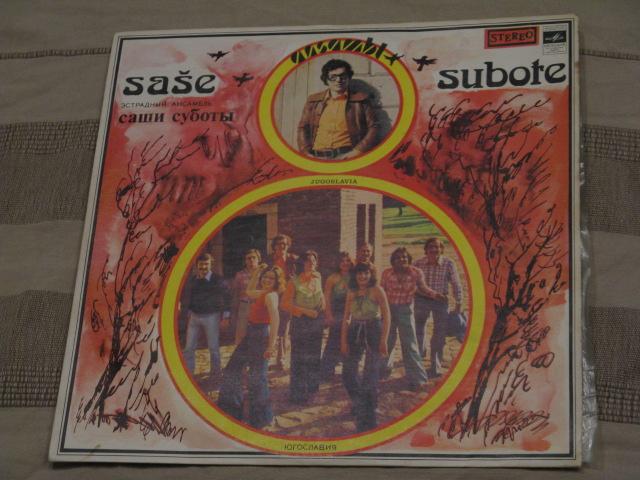 STEREO
saše subote
ЭСТРАДНЫЙ АНСАМБЛЬ
саши суботы
JUGOSLAVIA
ЮГОСЛАВИЯ